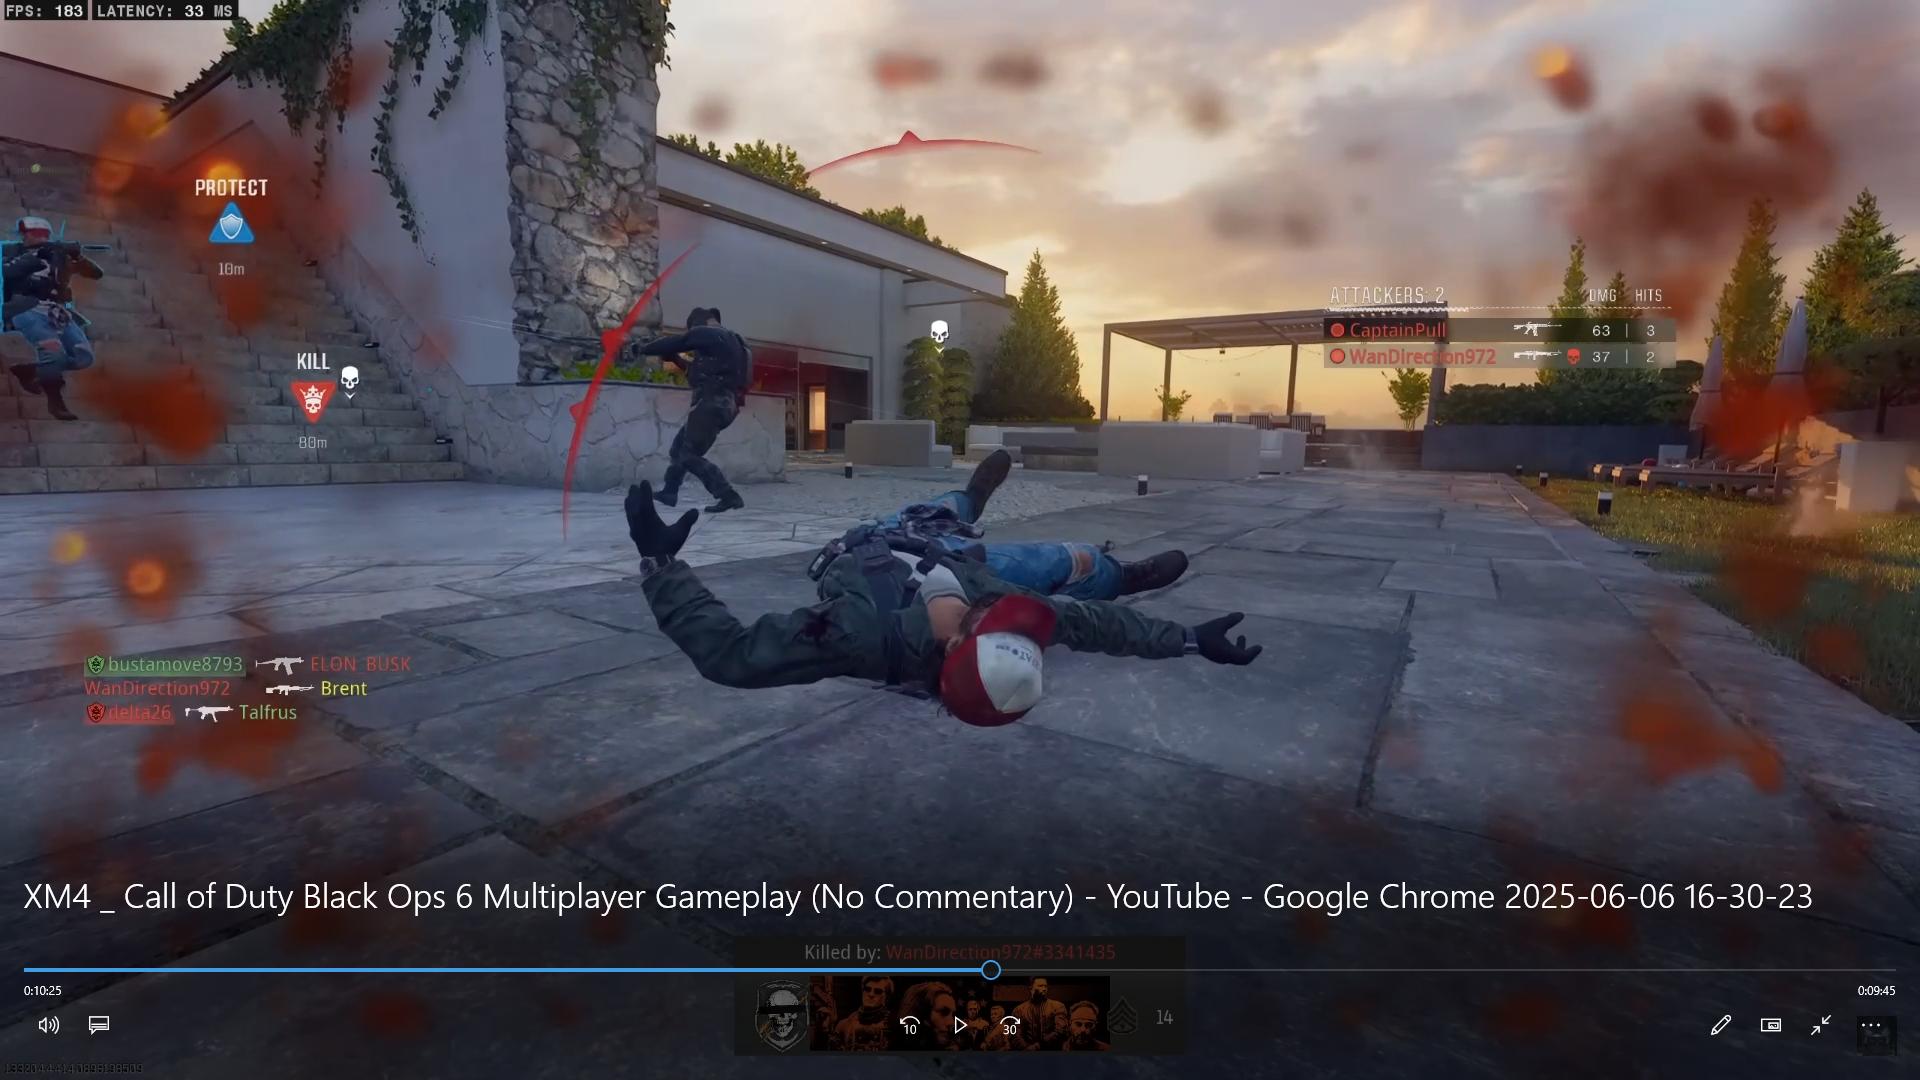 FPS: 183 LATENCY: 33 MS
PROTECT
10m
KILL
80m
ATTACKERS: 2 DMG HITS
CaptainPull 63 | 3
WanDirection972 37 | 2
bustamove8793 ELON BUSK
WanDirection972 Brent
delta26 Talfrus
XM4 _ Call of Duty Black Ops 6 Multiplayer Gameplay (No Commentary) - YouTube - Google Chrome 2025-06-06 16-30-23
Killed by: WanDirection972#3341435
0:10:25
0:09:45
10
30
14